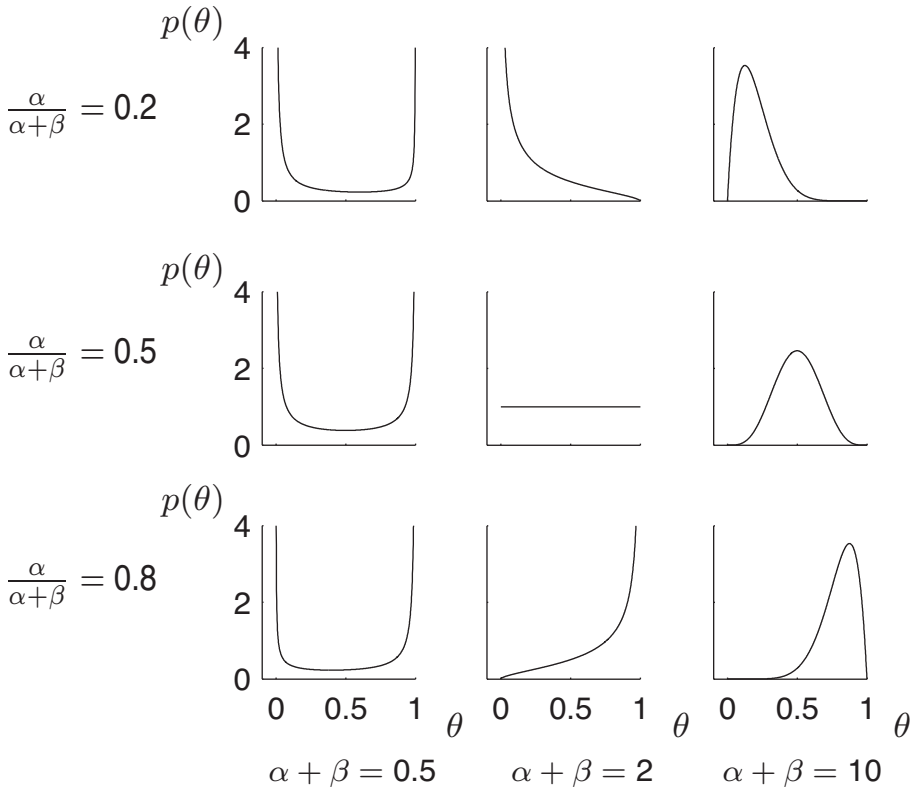 p(θ)
4
α/(α+β) = 0.2
2
0
p(θ)
4
α/(α+β) = 0.5
2
0
p(θ)
4
α/(α+β) = 0.8
2
0
0 0.5 1 θ 0 0.5 1 0 0.5 1 θ
α + β = 0.5 α + β = 2 α + β = 10